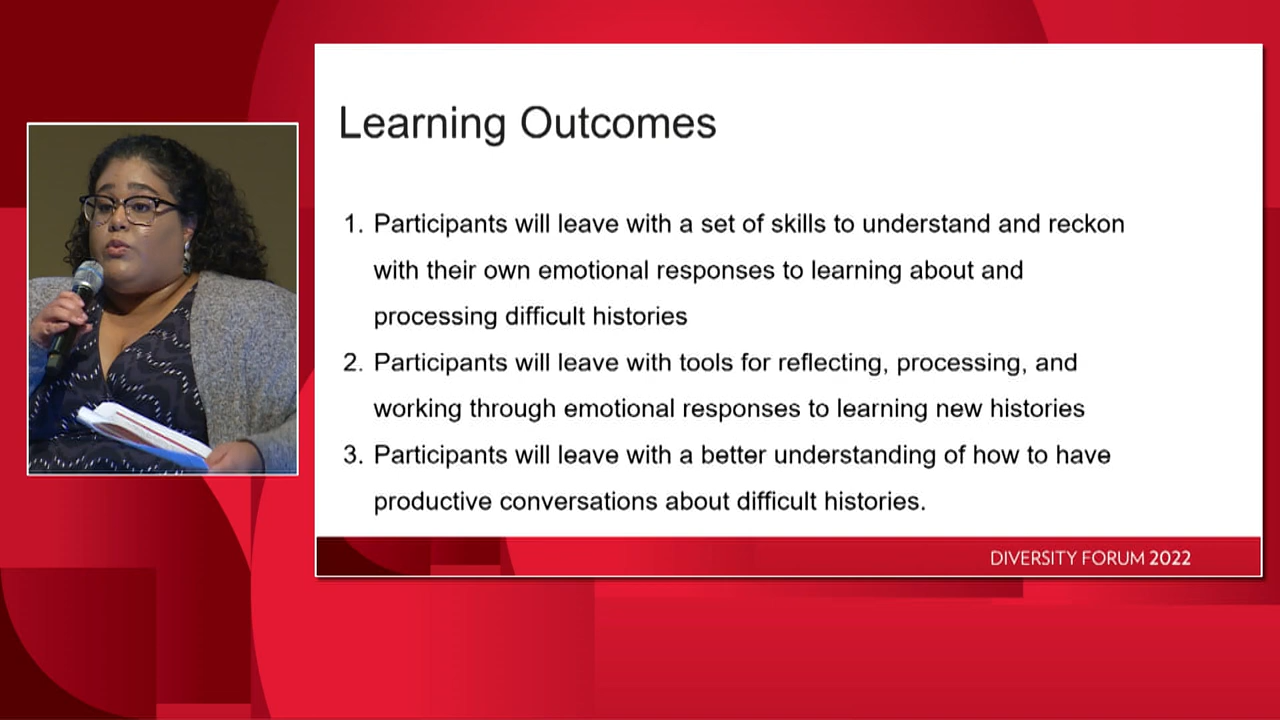 Learning Outcomes
1. Participants will leave with a set of skills to understand and reckon
with their own emotional responses to learning about and
processing difficult histories
2. Participants will leave with tools for reflecting, processing, and
working through emotional responses to learning new histories
3. Participants will leave with a better understanding of how to have
productive conversations about difficult histories.
DIVERSITY FORUM 2022